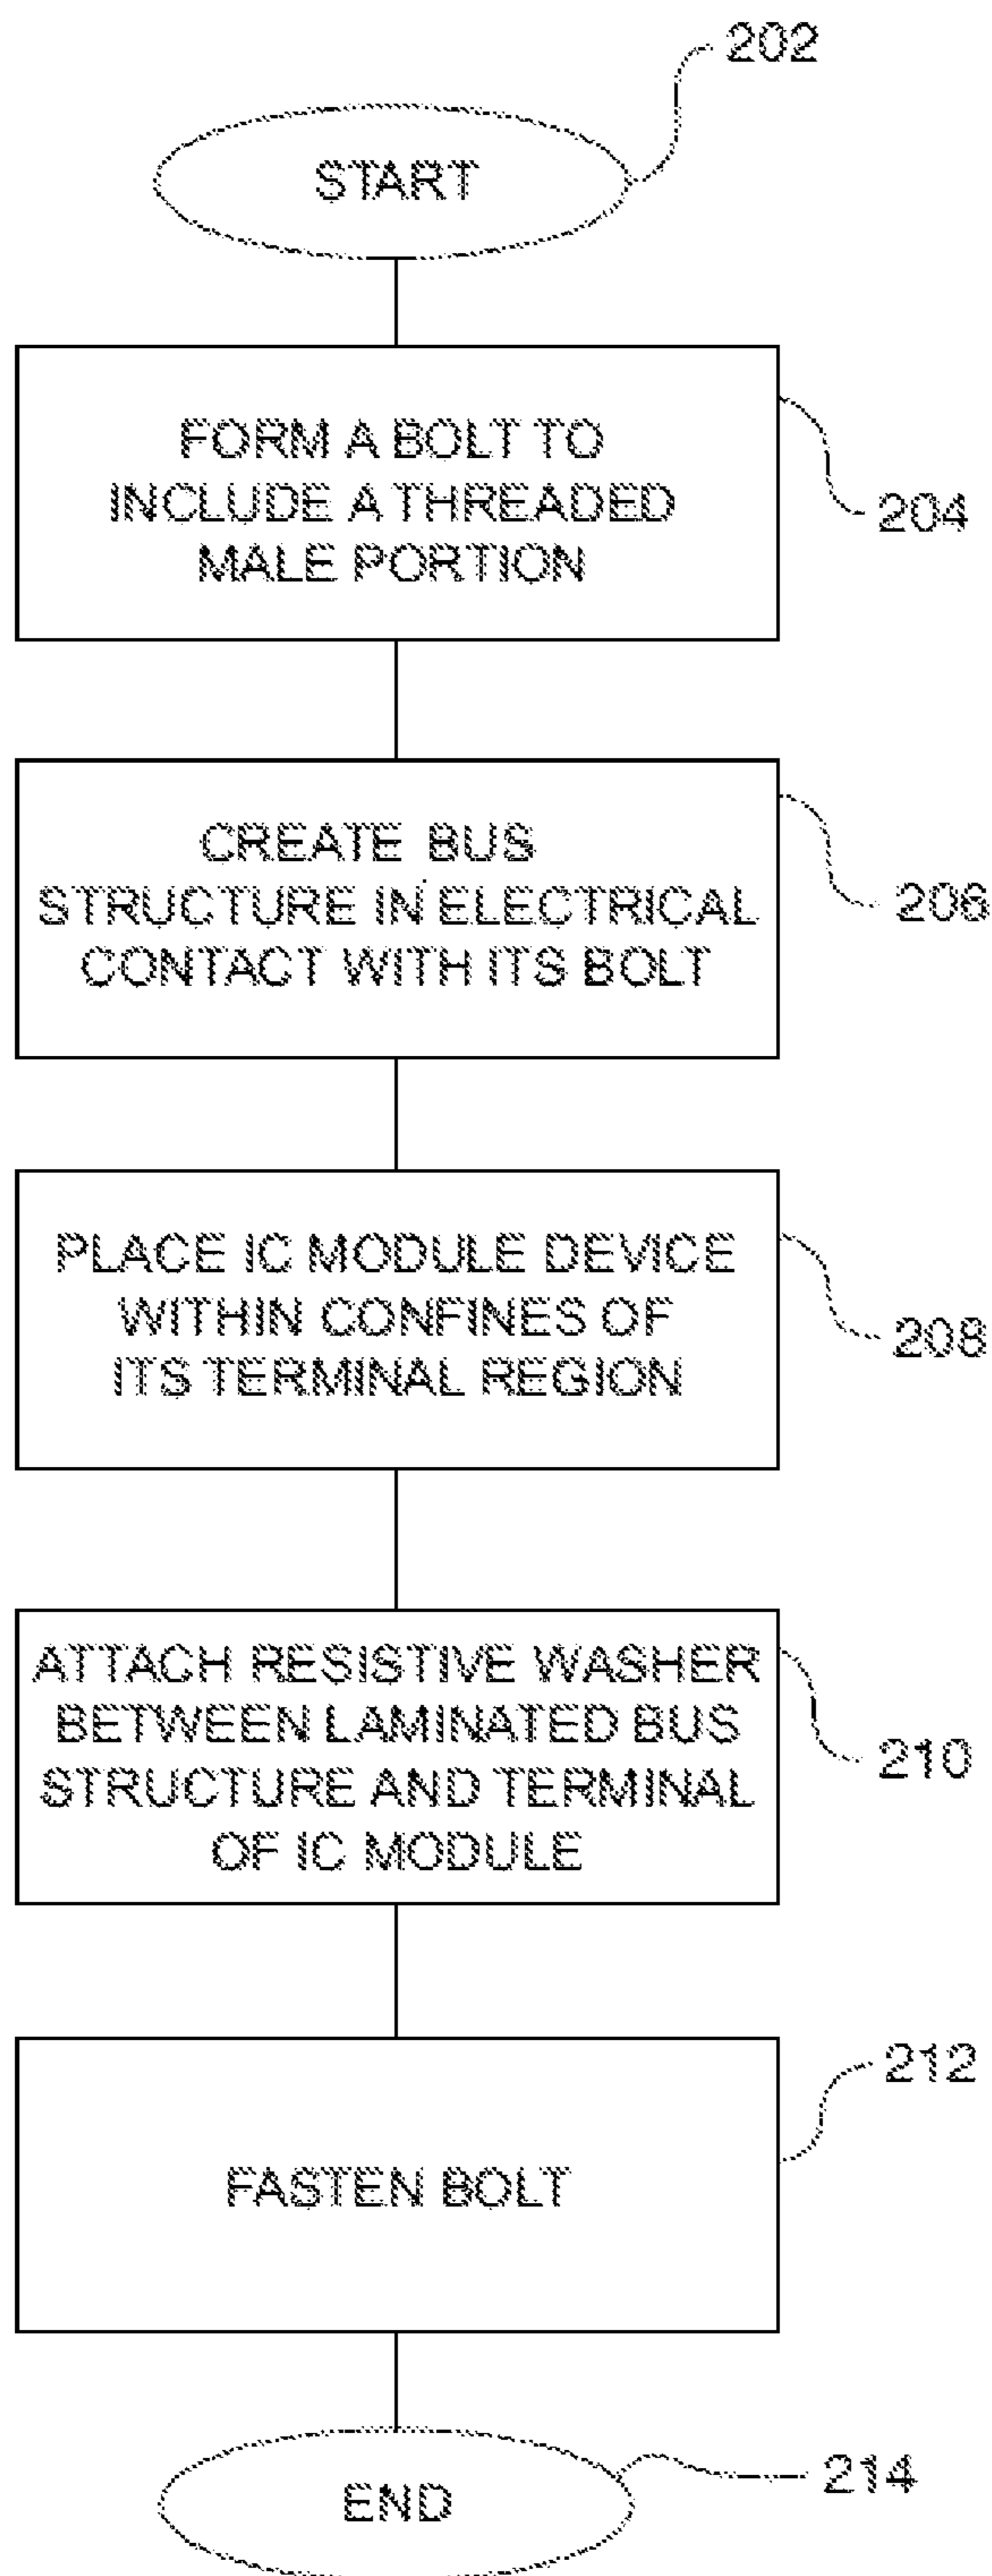 202
START
FORM A BOLT TO
INCLUDE A THREADED
MALE PORTION
204
CREATE BUS
STRUCTURE IN ELECTRICAL
CONTACT WITH ITS BOLT
206
PLACE IC MODULE DEVICE
WITHIN CONFINES OF
ITS TERMINAL REGION
208
ATTACH RESISTIVE WASHER
BETWEEN LAMINATED BUS
STRUCTURE AND TERMINAL
OF IC MODULE
210
212
FASTEN BOLT
214
END